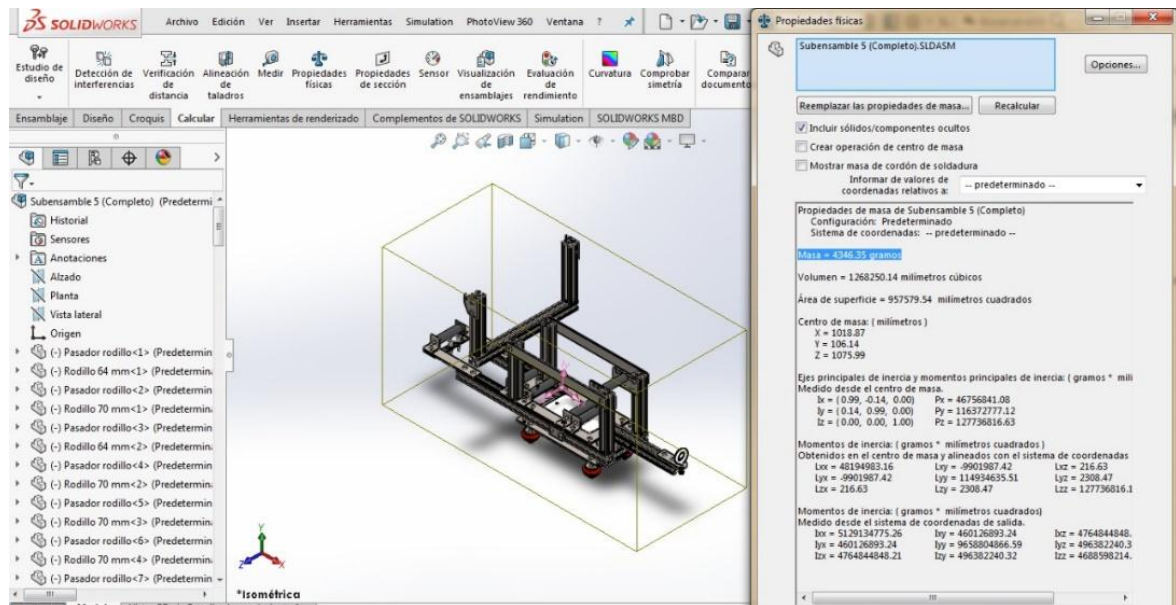 SOLIDWORKS Archivo Edición Ver Insertar Herramientas Simulation PhotoView 360 Ventana ?
Estudio de diseño
Detección de interferencias
Verificación de distancia
Alineación de taladros
Medir
Propiedades físicas
Propiedades de sección
Sensor
Visualización de ensamblajes
Evaluación de rendimiento
Curvatura
Comprobar simetría
Comparar documento
Ensamblaje Diseño Croquis Calcular Herramientas de renderizado Complementos de SOLIDWORKS Simulation SOLIDWORKS MBD
Subensamble 5 (Completo) (Predetermi
Historial
Sensores
Anotaciones
Alzado
Planta
Vista lateral
Origen
(-) Pasador rodillo<1> (Predetermin
(-) Rodillo 64 mm<1> (Predetermin
(-) Pasador rodillo<2> (Predetermin
(-) Rodillo 70 mm<1> (Predetermin
(-) Pasador rodillo<3> (Predetermin
(-) Rodillo 64 mm<2> (Predetermin
(-) Pasador rodillo<4> (Predetermin
(-) Rodillo 70 mm<2> (Predetermin
(-) Pasador rodillo<5> (Predetermin
(-) Rodillo 70 mm<3> (Predetermin
(-) Pasador rodillo<6> (Predetermin
(-) Rodillo 70 mm<4> (Predetermin
(-) Pasador rodillo<7> (Predetermin
Y
Z X
*Isométrica
Propiedades físicas
Subensamble 5 (Completo).SLDASM
Opciones...
Reemplazar las propiedades de masa... Recalcular
Incluir sólidos/componentes ocultos
Crear operación de centro de masa
Mostrar masa de cordón de soldadura
Informar de valores de
coordenadas relativos a: -- predeterminado --
Propiedades de masa de Subensamble 5 (Completo)
Configuración: Predeterminado
Sistema de coordenadas: -- predeterminado --
Masa = 4346.35 gramos
Volumen = 1268250.14 milímetros cúbicos
Área de superficie = 957579.54 milímetros cuadrados
Centro de masa: ( milímetros )
X = 1018.87
Y = 106.14
Z = 1075.99
Ejes principales de inercia y momentos principales de inercia: ( gramos * mili
Medido desde el centro de masa.
Ix = ( 0.99, -0.14, 0.00) Px = 46756841.08
Iy = ( 0.14, 0.99, 0.00) Py = 116372777.12
Iz = ( 0.00, 0.00, 1.00) Pz = 127736816.63
Momentos de inercia: ( gramos * milímetros cuadrados )
Obtenidos en el centro de masa y alineados con el sistema de coordenadas
Lxx = 48194983.16 Lxy = -9901987.42 Lxz = 216.63
Lyx = -9901987.42 Lyy = 114934635.51 Lyz = 2308.47
Lzx = 216.63 Lzy = 2308.47 Lzz = 127736816.1
Momentos de inercia: ( gramos * milímetros cuadrados)
Medido desde el sistema de coordenadas de salida.
Ixx = 5129134775.26 Ixy = 460126893.24 Ixz = 4764844848.
Iyx = 460126893.24 Iyy = 9658804866.59 Iyz = 496382240.3
Izx = 4764844848.21 Izy = 496382240.32 Izz = 4688598214.